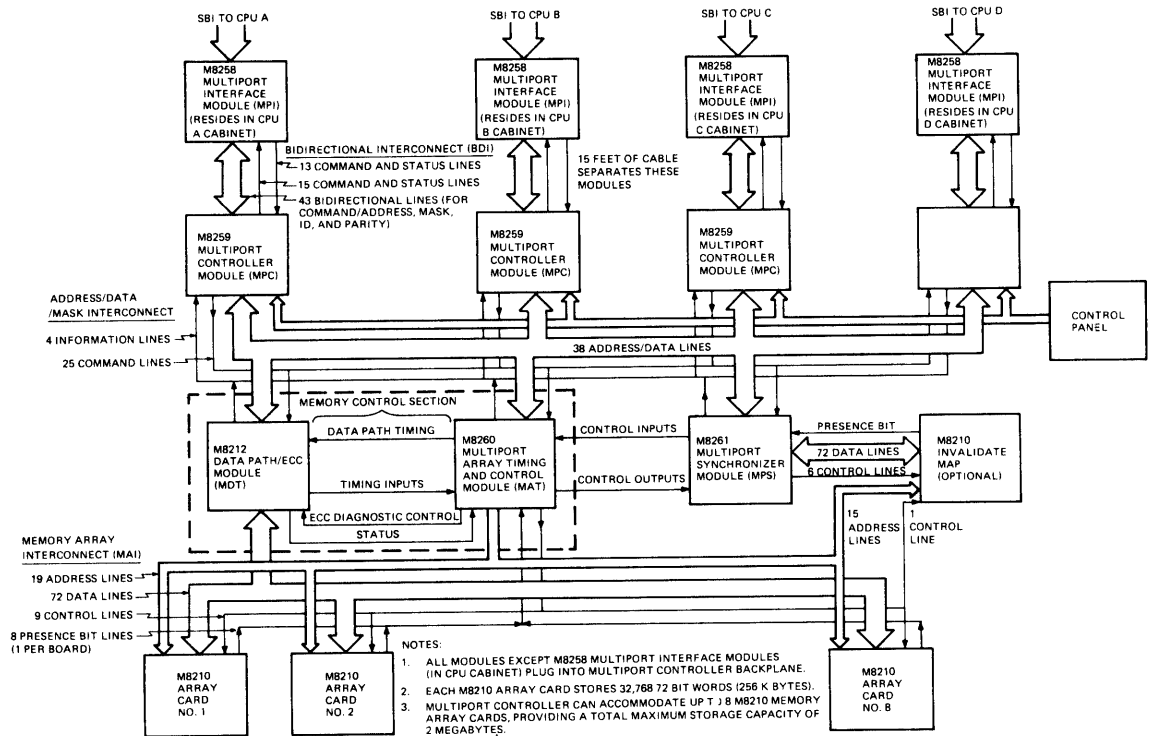 SBI TO CPU A
SBI TO CPU B
SBI TO CPU C
SBI TO CPU D
M8258
MULTIPORT
INTERFACE
MODULE (MPI)
(RESIDES IN CPU
A CABINET)
M8258
MULTIPORT
INTERFACE
MODULE (MPI)
(RESIDES IN CPU
B CABINET)
M8258
MULTIPORT
INTERFACE
MODULE (MPI)
(RESIDES IN CPU
C CABINET)
M8258
MULTIPORT
INTERFACE
MODULE (MPI)
(RESIDES IN CPU
D CABINET)
BIDIRECTIONAL INTERCONNECT (BDI)
13 COMMAND AND STATUS LINES
15 COMMAND AND STATUS LINES
43 BIDIRECTIONAL LINES (FOR
COMMAND/ADDRESS, MASK,
ID, AND PARITY)
15 FEET OF CABLE
SEPARATES THESE
MODULES
M8259
MULTIPORT
CONTROLLER
MODULE (MPC)
M8259
MULTIPORT
CONTROLLER
MODULE (MPC)
M8259
MULTIPORT
CONTROLLER
MODULE (MPC)
ADDRESS/DATA
/MASK INTERCONNECT
4 INFORMATION LINES
25 COMMAND LINES
38 ADDRESS/DATA LINES
CONTROL
PANEL
MEMORY CONTROL SECTION
M8212
DATA PATH/ECC
MODULE
(MDT)
DATA PATH TIMING
TIMING INPUTS
ECC DIAGNOSTIC CONTROL
STATUS
M8260
MULTIPORT
ARRAY TIMING
AND CONTROL
MODULE (MAT)
CONTROL INPUTS
CONTROL OUTPUTS
M8261
MULTIPORT
SYNCHRONIZER
MODULE (MPS)
PRESENCE BIT
72 DATA LINES
6 CONTROL LINES
M8210
INVALIDATE
MAP
(OPTIONAL)
15
ADDRESS
LINES
1
CONTROL
LINE
MEMORY ARRAY
INTERCONNECT (MAI)
19 ADDRESS LINES
72 DATA LINES
9 CONTROL LINES
8 PRESENCE BIT LINES
(1 PER BOARD)
M8210
ARRAY
CARD
NO. 1
M8210
ARRAY
CARD
NO. 2
M8210
ARRAY
CARD
NO. 8
NOTES:
1. ALL MODULES EXCEPT M8258 MULTIPORT INTERFACE MODULES
(IN CPU CABINET) PLUG INTO MULTIPORT CONTROLLER BACKPLANE.
2. EACH M8210 ARRAY CARD STORES 32,768 72 BIT WORDS (256 K BYTES).
3. MULTIPORT CONTROLLER CAN ACCOMMODATE UP TO 8 M8210 MEMORY
ARRAY CARDS, PROVIDING A TOTAL MAXIMUM STORAGE CAPACITY OF
2 MEGABYTES.